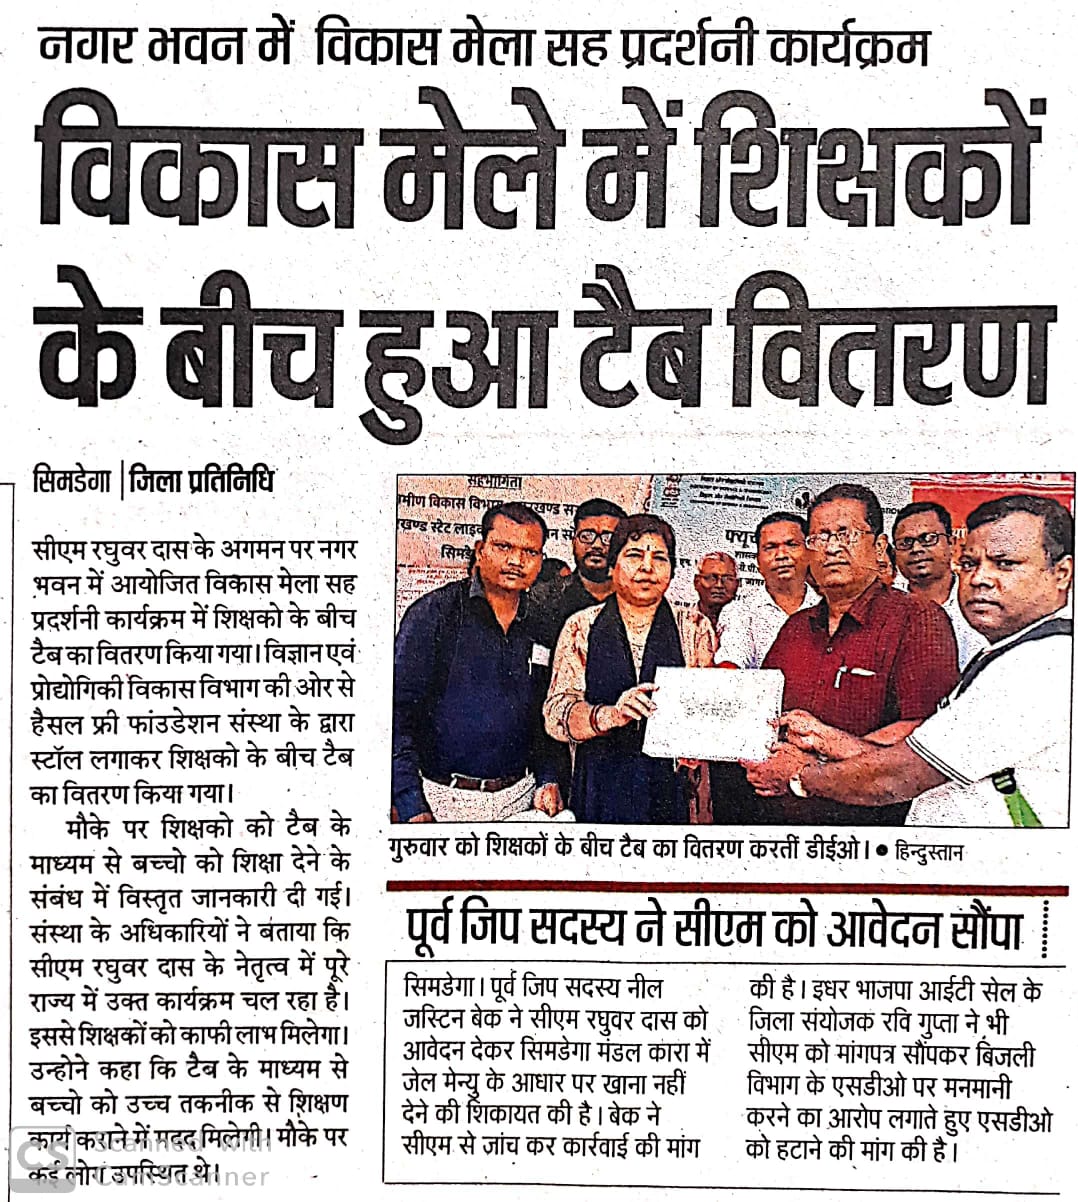 नगर भवन में विकास मेला सह प्रदर्शनी कार्यक्रम
विकास मेले में शिक्षकों
के बीच हुआ टैब वितरण
सिमडेगा | जिला प्रतिनिधि
सीएम रघुवर दास के अगमन पर नगर
भवन में आयोजित विकास मेला सह
प्रदर्शनी कार्यक्रम में शिक्षको के बीच
टैब का वितरण किया गया। विज्ञान एवं
प्रोद्योगिकी विकास विभाग की ओर से
हैसल फ्री फांउडेशन संस्था के द्वारा
स्टॉल लगाकर शिक्षको के बीच टैब
का वितरण किया गया।
मौके पर शिक्षको को टैब के
माध्यम से बच्चो को शिक्षा देने के
संबंध में विस्तृत जानकारी दी गई।
संस्था के अधिकारियों ने बताया कि
सीएम रघुवर दास के नेतृत्व में पूरे
राज्य में उक्त कार्यक्रम चल रहा है।
इससे शिक्षकों को काफी लाभ मिलेगा।
उन्होने कहा कि टैब के माध्यम से
बच्चो को उच्च तकनीक से शिक्षण
कार्य कराने में मदद मिलेगी। मौके पर
कई लोग उपस्थित थे।
सहभागिता
मीण विकास विभाग
खण्ड स्टेट लाइ
सिमडे
फ्यूच
गुरुवार को शिक्षकों के बीच टैब का वितरण करतीं डीईओ। ● हिन्दुस्तान
पूर्व जिप सदस्य ने सीएम को आवेदन सौंपा
सिमडेगा। पूर्व जिप सदस्य नील
जस्टिन बेक ने सीएम रघुवर दास को
आवेदन देकर सिमडेगा मंडल कारा में
जेल मेन्यु के आधार पर खाना नहीं
देने की शिकायत की है। बेक ने
सीएम से जांच कर कार्रवाई की मांग
की है। इधर भाजपा आईटी सेल के
जिला संयोजक रवि गुप्ता ने भी
सीएम को मांगपत्र सौंपकर बिजली
विभाग के एसडीओ पर मनमानी
करने का आरोप लगाते हुए एसडीओ
को हटाने की मांग की है।
CS Scanned with
CamScanner